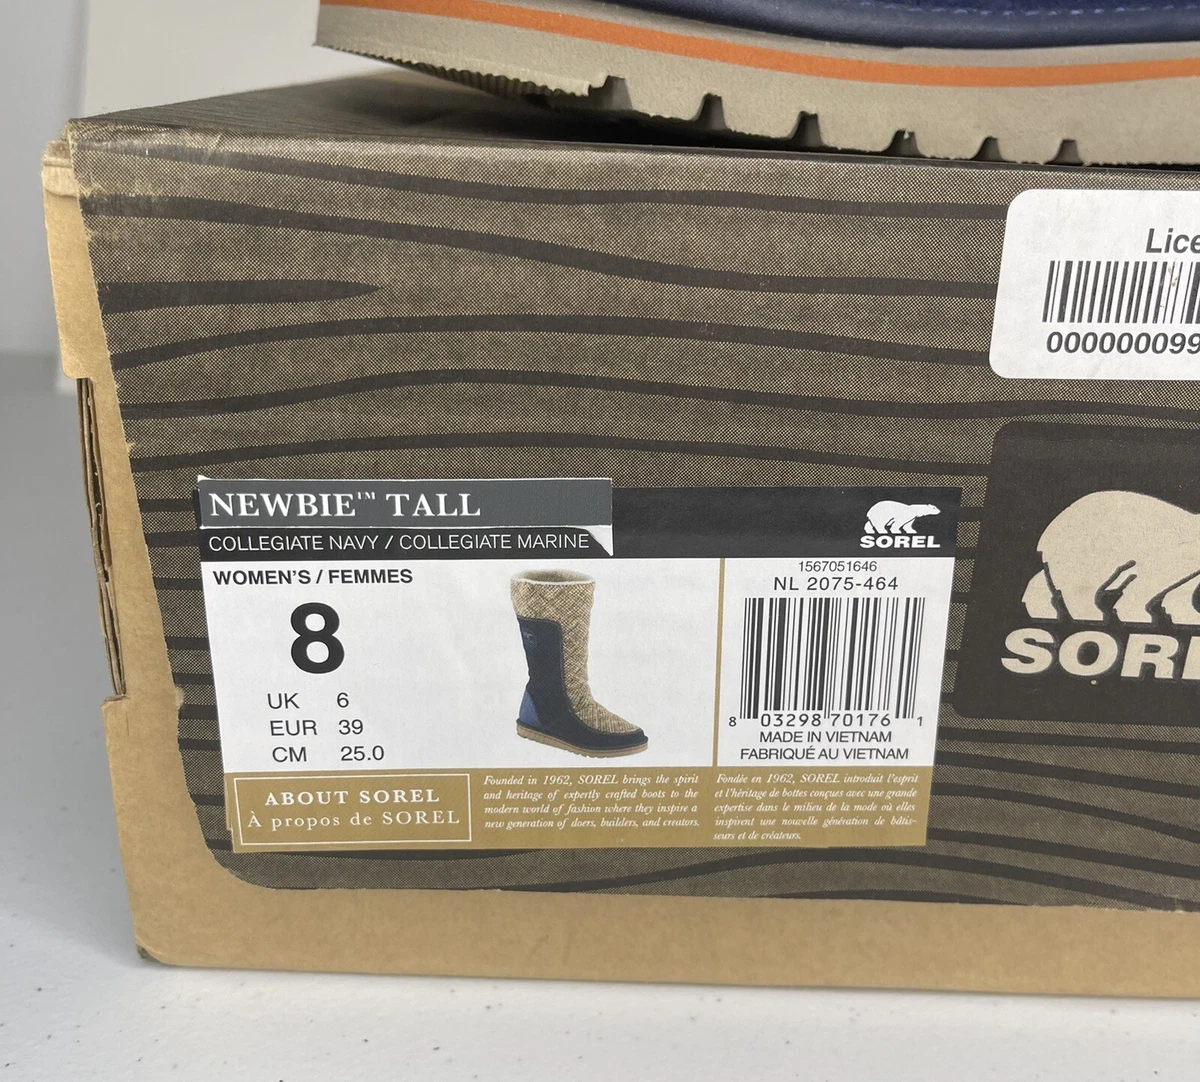 Lice
000000099
NEWBIE™ TALL
COLLEGIATE NAVY / COLLEGIATE MARINE
SOREL
WOMEN'S / FEMMES
8
UK 6
EUR 39
CM 25.0
1567051646
NL 2075-464
8 03298 70176 1
MADE IN VIETNAM
FABRIQUÉ AU VIETNAM
ABOUT SOREL
À propos de SOREL
Founded in 1962, SOREL brings the spirit
and heritage of expertly crafted boots to the
modern world of fashion where they inspire a
new generation of doers, builders, and creators.
Fondée en 1962, SOREL introduit l'esprit
et l'héritage de bottes conçues avec une grande
expertise dans le milieu de la mode où elles
inspirent une nouvelle génération de bâtis-
seurs et de créateurs.
SOR